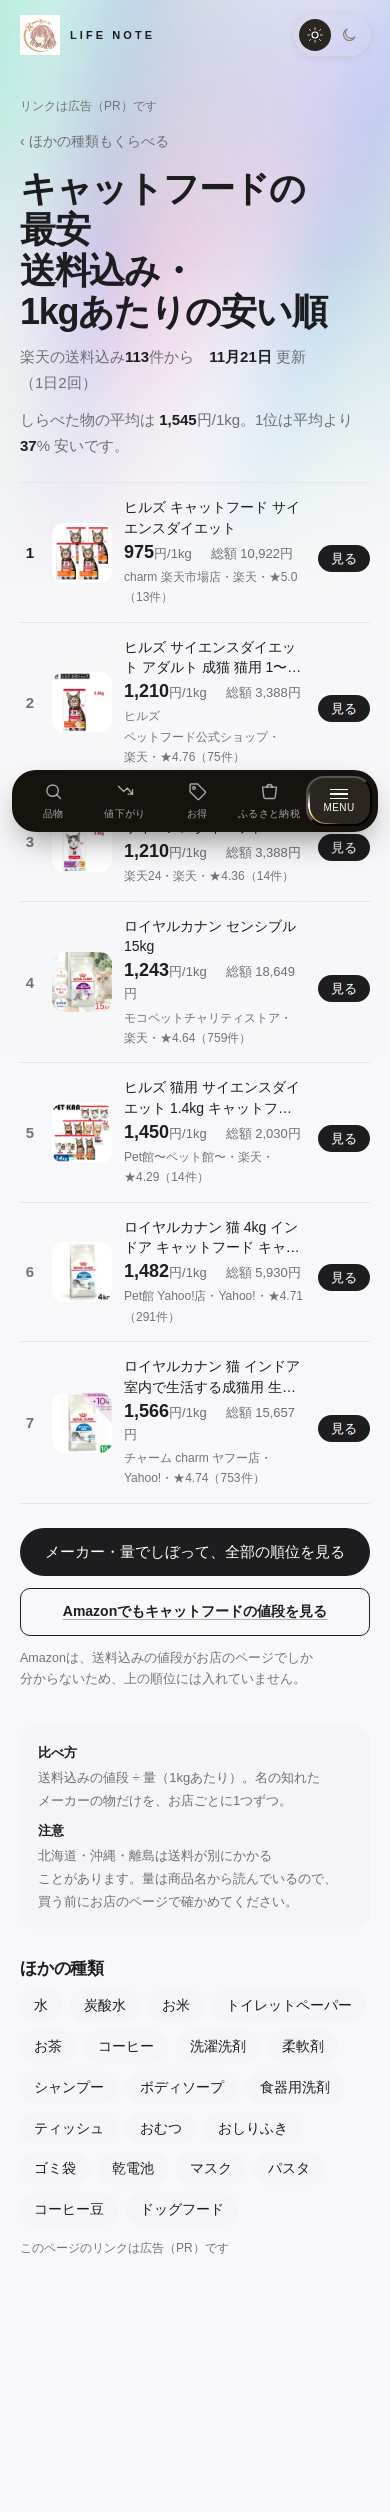 LIFE NOTE
リンクは広告（PR）です
‹ ほかの種類もくらべる
キャットフードの
最安
送料込み・
1kgあたりの安い順
楽天の送料込み113件から　11月21日 更新
（1日2回）
しらべた物の平均は 1,545円/1kg。1位は平均より
37% 安いです。
1
ヒルズ キャットフード サイ
エンスダイエット
975円/1kg 総額 10,922円
charm 楽天市場店・楽天・★5.0
（13件）
見る
2
ヒルズ サイエンスダイエッ
ト アダルト 成猫 猫用 1〜…
1,210円/1kg 総額 3,388円
ヒルズ
ペットフード公式ショップ・
楽天・★4.76（75件）
見る
品物
値下がり
お得
ふるさと納税
MENU
3
1,210円/1kg 総額 3,388円
楽天24・楽天・★4.36（14件）
見る
4
ロイヤルカナン センシブル
15kg
1,243円/1kg 総額 18,649
円
モコペットチャリティストア・
楽天・★4.64（759件）
見る
5
ヒルズ 猫用 サイエンスダイ
エット 1.4kg キャットフ…
1,450円/1kg 総額 2,030円
Pet館〜ペット館〜・楽天・
★4.29（14件）
見る
6
ロイヤルカナン 猫 4kg イン
ドア キャットフード キャ…
1,482円/1kg 総額 5,930円
Pet館 Yahoo!店・Yahoo!・★4.71
（291件）
見る
7
ロイヤルカナン 猫 インドア
室内で生活する成猫用 生…
1,566円/1kg 総額 15,657
円
チャーム charm ヤフー店・
Yahoo!・★4.74（753件）
見る
メーカー・量でしぼって、全部の順位を見る
Amazonでもキャットフードの値段を見る
Amazonは、送料込みの値段がお店のページでしか
分からないため、上の順位には入れていません。
比べ方
送料込みの値段 ÷ 量（1kgあたり）。名の知れた
メーカーの物だけを、お店ごとに1つずつ。
注意
北海道・沖縄・離島は送料が別にかかる
ことがあります。量は商品名から読んでいるので、
買う前にお店のページで確かめてください。
ほかの種類
水 炭酸水 お米 トイレットペーパー
お茶 コーヒー 洗濯洗剤 柔軟剤
シャンプー ボディソープ 食器用洗剤
ティッシュ おむつ おしりふき
ゴミ袋 乾電池 マスク パスタ
コーヒー豆 ドッグフード
このページのリンクは広告（PR）です